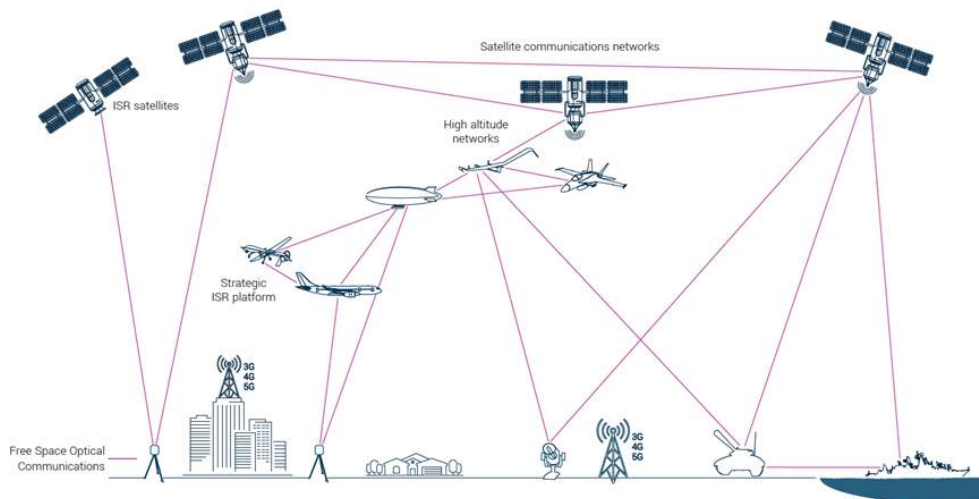 Satellite communications networks
ISR satellites
High altitude
networks
Strategic
ISR platform
3G
4G
5G
3G
4G
5G
Free Space Optical
Communications